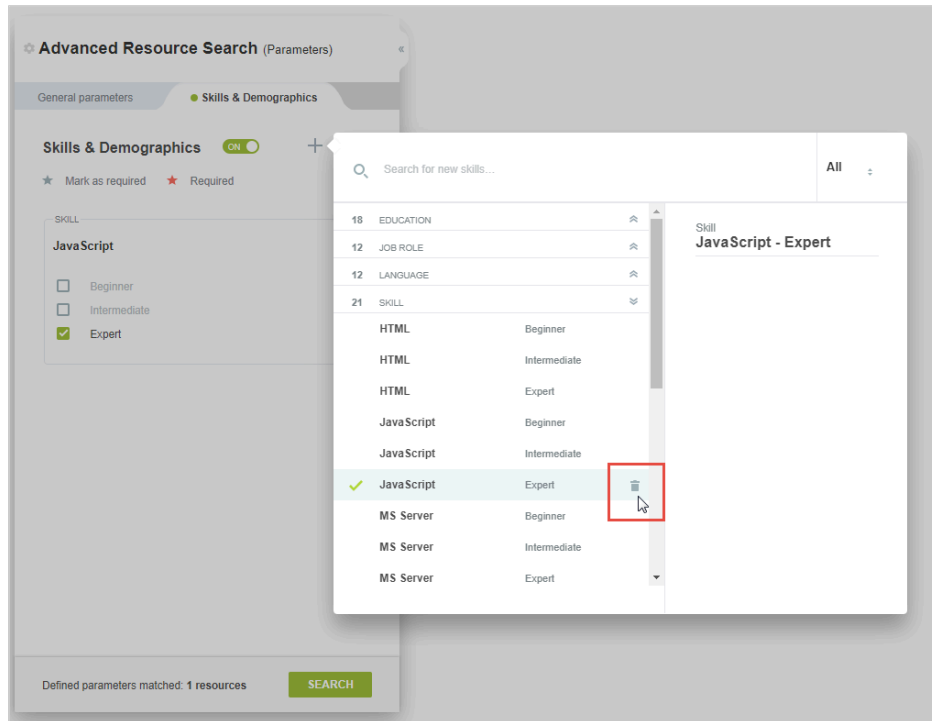 Advanced Resource Search (Parameters)
General parameters
Skills & Demographics
Skills & Demographics ON
Mark as required Required
SKILL
JavaScript
Beginner
Intermediate
Expert
Defined parameters matched: 1 resources SEARCH
Search for new skills... All
18 EDUCATION
12 JOB ROLE
12 LANGUAGE
21 SKILL
HTML Beginner
HTML Intermediate
HTML Expert
JavaScript Beginner
JavaScript Intermediate
JavaScript Expert
MS Server Beginner
MS Server Intermediate
MS Server Expert
Skill
JavaScript - Expert